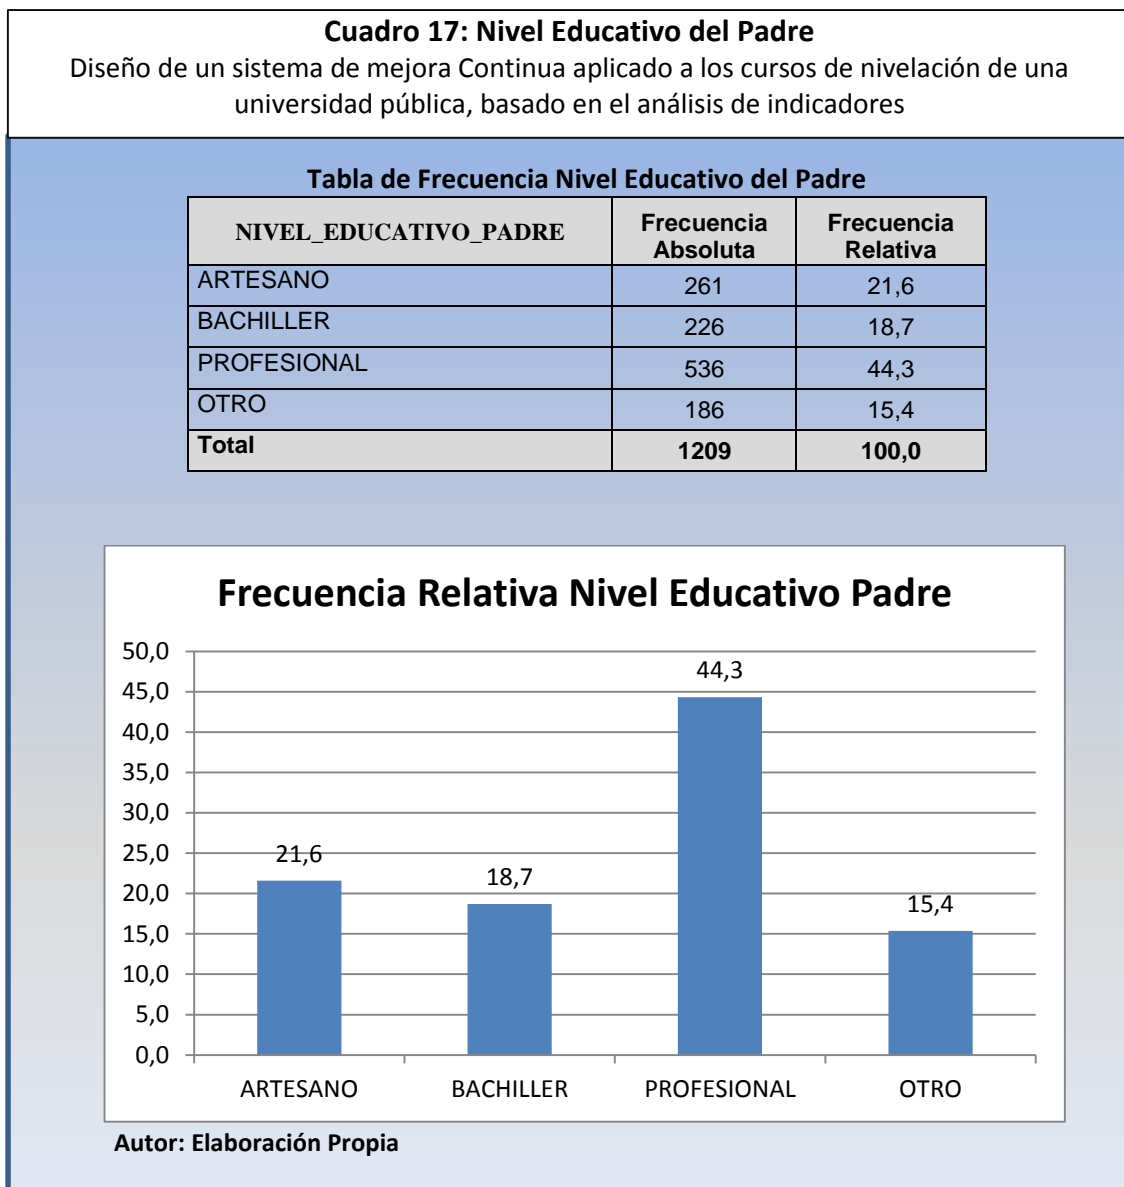 Cuadro 17: Nivel Educativo del Padre
Diseño de un sistema de mejora Continua aplicado a los cursos de nivelación de una
universidad pública, basado en el análisis de indicadores
Tabla de Frecuencia Nivel Educativo del Padre
NIVEL_EDUCATIVO_PADRE Frecuencia Absoluta Frecuencia Relativa
ARTESANO 261 21,6
BACHILLER 226 18,7
PROFESIONAL 536 44,3
OTRO 186 15,4
Total 1209 100,0
Frecuencia Relativa Nivel Educativo Padre
50,0
45,0
40,0
35,0
30,0
25,0
20,0
15,0
10,0
5,0
0,0
21,6
18,7
44,3
15,4
ARTESANO BACHILLER PROFESIONAL OTRO
Autor: Elaboración Propia